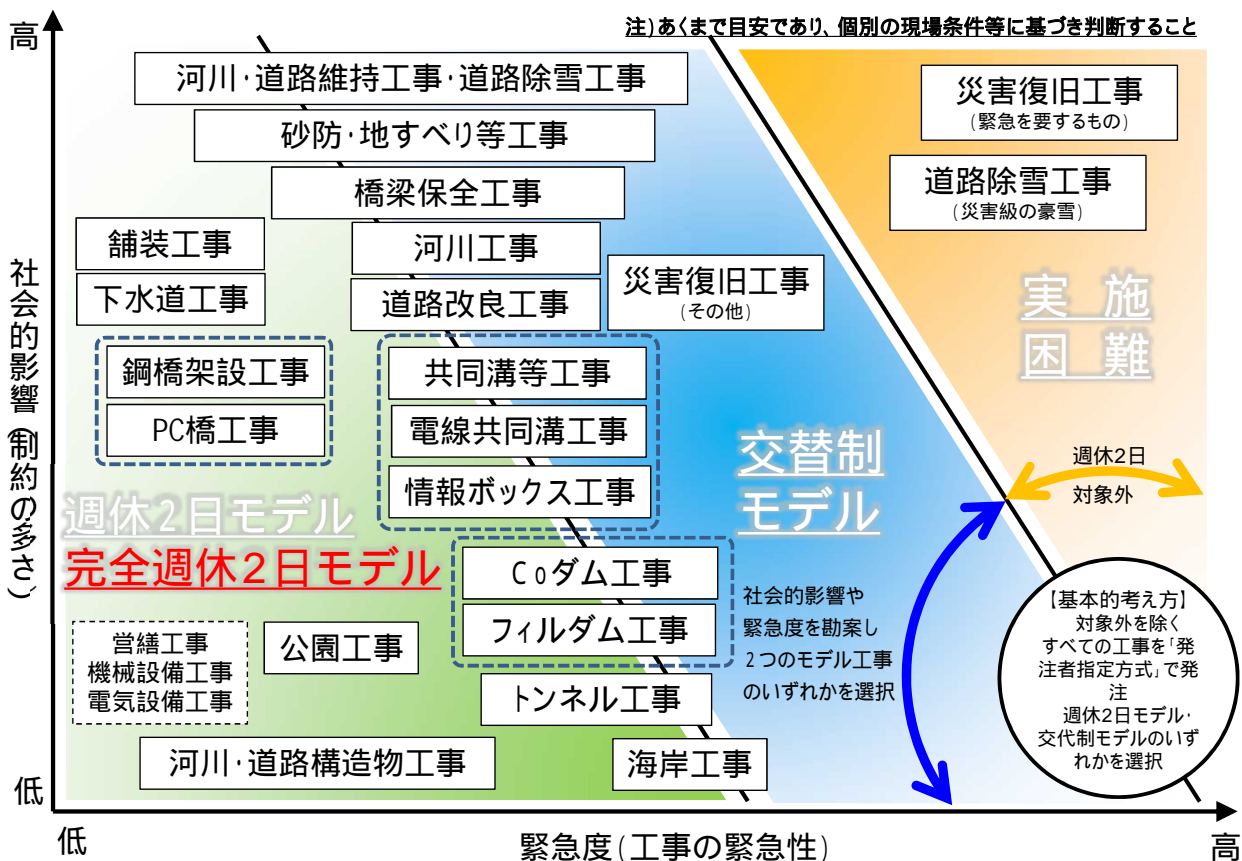 注)あくまで目安であり、個別の現場条件等に基づき判断すること
高
社会的影響(制約の多さ)
低
河川・道路維持工事・道路除雪工事
砂防・地すべり等工事
橋梁保全工事
舗装工事
河川工事
下水道工事
道路改良工事
災害復旧工事
(その他)
災害復旧工事
(緊急を要するもの)
道路除雪工事
(災害級の豪雪)
実施
困難
鋼橋架設工事
PC橋工事
共同溝等工事
電線共同溝工事
情報ボックス工事
交替制
モデル
週休2日
対象外
週休2日モデル
完全週休2日モデル
Coダム工事
フィルダム工事
社会的影響や
緊急度を勘案し
2つのモデル工事
のいずれかを選択
【基本的考え方】
対象外を除く
すべての工事を「発
注者指定方式」で発
注
週休2日モデル・
交代制モデルのいず
れかを選択
営繕工事
機械設備工事
電気設備工事
公園工事
トンネル工事
河川・道路構造物工事
海岸工事
低
緊急度(工事の緊急性)
高